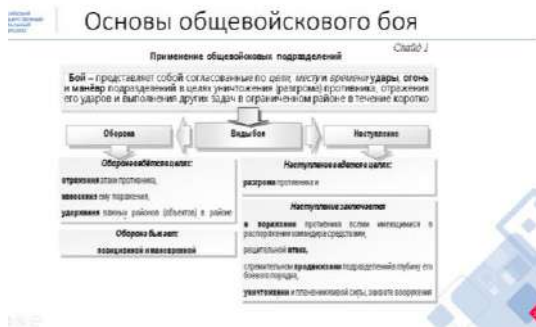 Основы общевойскового боя
Слайд 1
Применение общевойсковых подразделений
Бой – представляет собой согласованные по цели, месту и времени удары, огонь
и манёвр подразделений в целях уничтожения (разгрома) противника, отражения
его ударов и выполнения других задач в ограниченном районе в течение коротко
Оборона
Виды боя
Наступление
Оборона ведётся в целях:
отражения атаки противника,
нанесения ему поражения,
удержания важных районов (объектов) в районе
Оборона бывает:
позиционной и маневренной
Наступление ведется в целях:
разгрома противника и
Наступление заключается
в поражении противника всеми имеющимися в
распоряжении командира средствами,
решительной атаке,
стремительном продвижении подразделений в глубину его
боевого порядка,
уничтожении и пленении живой силы, захвате вооружения